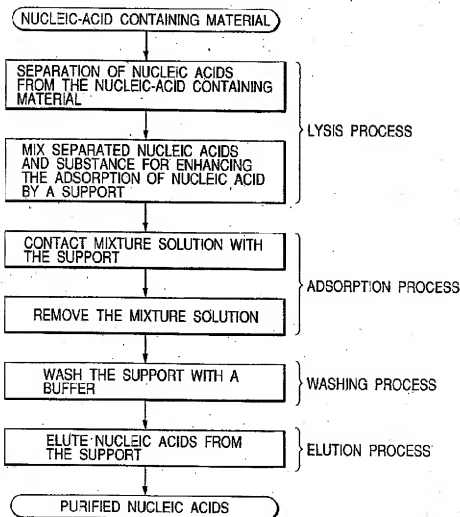 NUCLEIC-ACID CONTAINING MATERIAL
SEPARATION OF NUCLEIC ACIDS
FROM THE NUCLEIC-ACID CONTAINING
MATERIAL
MIX SEPARATED NUCLEIC ACIDS
AND SUBSTANCE FOR ENHANCING
THE ADSORPTION OF NUCLEIC ACID
BY A SUPPORT
LYSIS PROCESS
CONTACT MIXTURE SOLUTION WITH
THE SUPPORT
REMOVE THE MIXTURE SOLUTION
ADSORPTION PROCESS
WASH THE SUPPORT WITH A
BUFFER
WASHING PROCESS
ELUTE NUCLEIC ACIDS FROM
THE SUPPORT
ELUTION PROCESS
PURIFIED NUCLEIC ACIDS